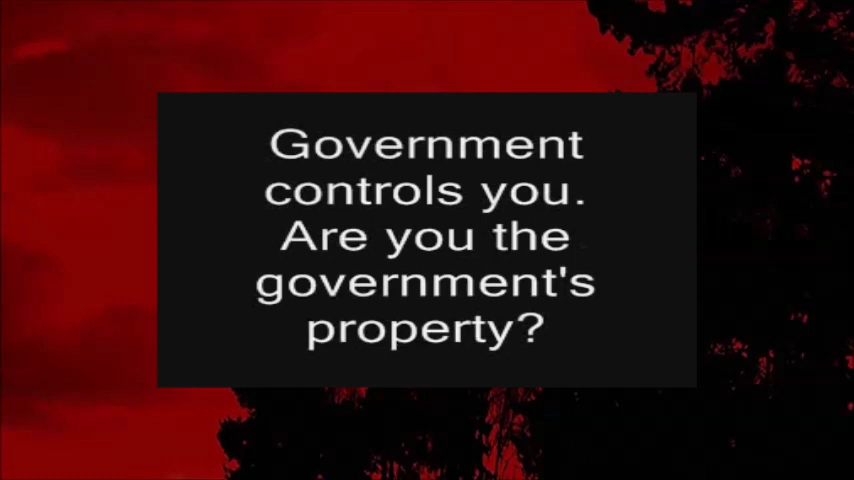 Government
controls you.
Are you the
government's
property?